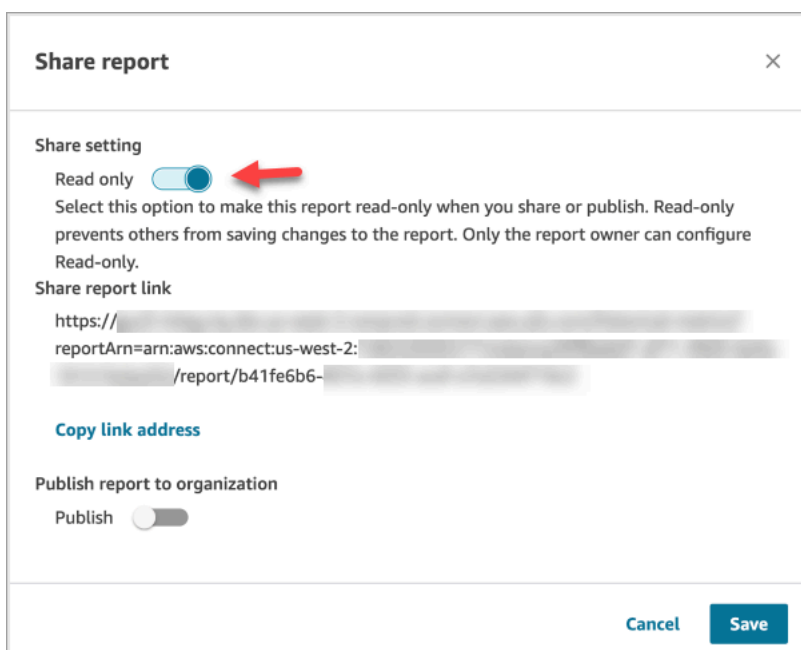 Share report
Share setting
Read only
Select this option to make this report read-only when you share or publish. Read-only
prevents others from saving changes to the report. Only the report owner can configure
Read-only.
Share report link
https://
reportArn=arn:aws:connect:us-west-2:
/report/b41fe6b6-
Copy link address
Publish report to organization
Publish
Cancel Save